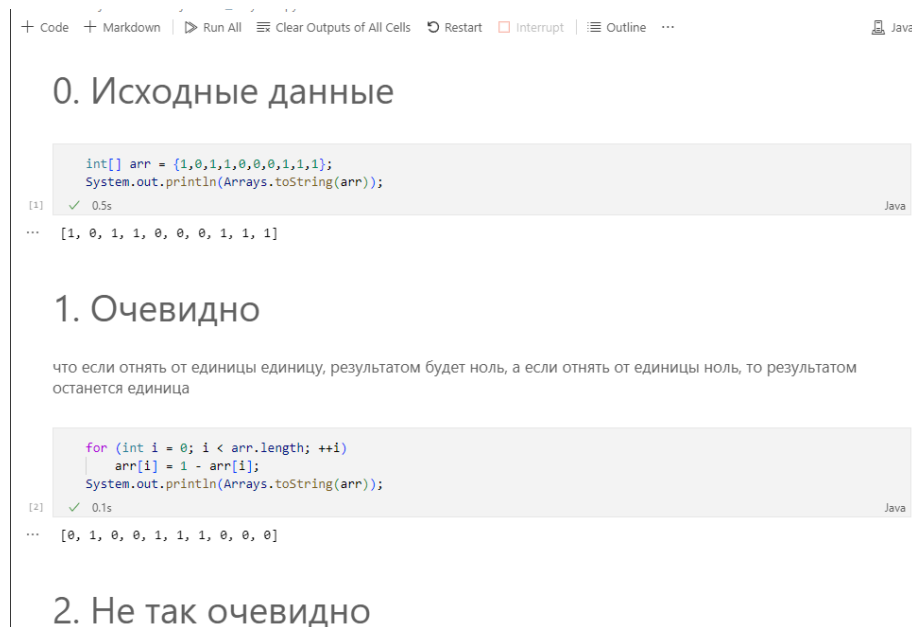 Code Markdown Run All Clear Outputs of All Cells Restart Interrupt Outline ... Java
0. Исходные данные
int[] arr = {1,0,1,1,0,0,0,1,1,1};
System.out.println(Arrays.toString(arr));
[1] 0.5s Java
... [1, 0, 1, 1, 0, 0, 0, 1, 1, 1]
1. Очевидно
что если отнять от единицы единицу, результатом будет ноль, а если отнять от единицы ноль, то результатом
останется единица
for (int i = 0; i < arr.length; ++i)
arr[i] = 1 - arr[i];
System.out.println(Arrays.toString(arr));
[2] 0.1s Java
... [0, 1, 0, 0, 1, 1, 1, 0, 0, 0]
2. Не так очевидно